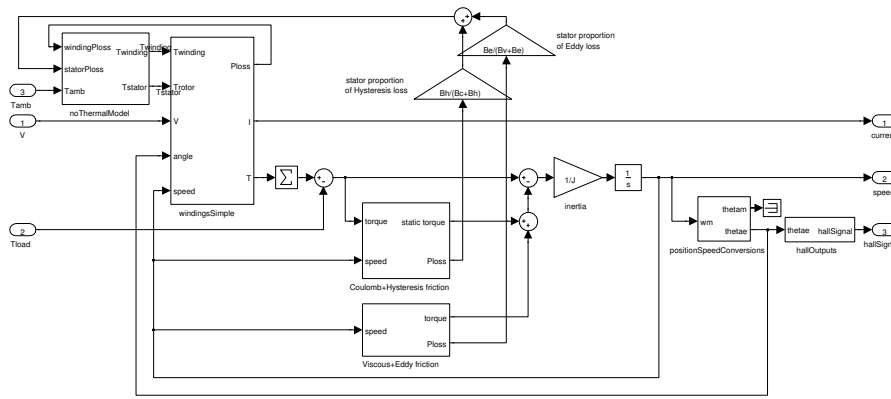 stator proportion
of Eddy loss
Be/(Bv+Be)
stator proportion
of Hysteresis loss
Bh/(Bc+Bh)
windingPloss
statorPloss
Tamb
Twinding
Tstator
noThermalModel
Twinding
Tstator
3
Tamb
1
V
2
Tload
Twinding
Trotor
V
angle
speed
Ploss
I
T
windingsSimple
Σ
torque
speed
static torque
Ploss
Coulomb+Hysteresis friction
speed
torque
Ploss
Viscous+Eddy friction
1/J
inertia
1
s
wm
thetam
thetae
positionSpeedConversions
thetae
hallSignal
hallOutputs
1
current
2
speed
3
hallSignal